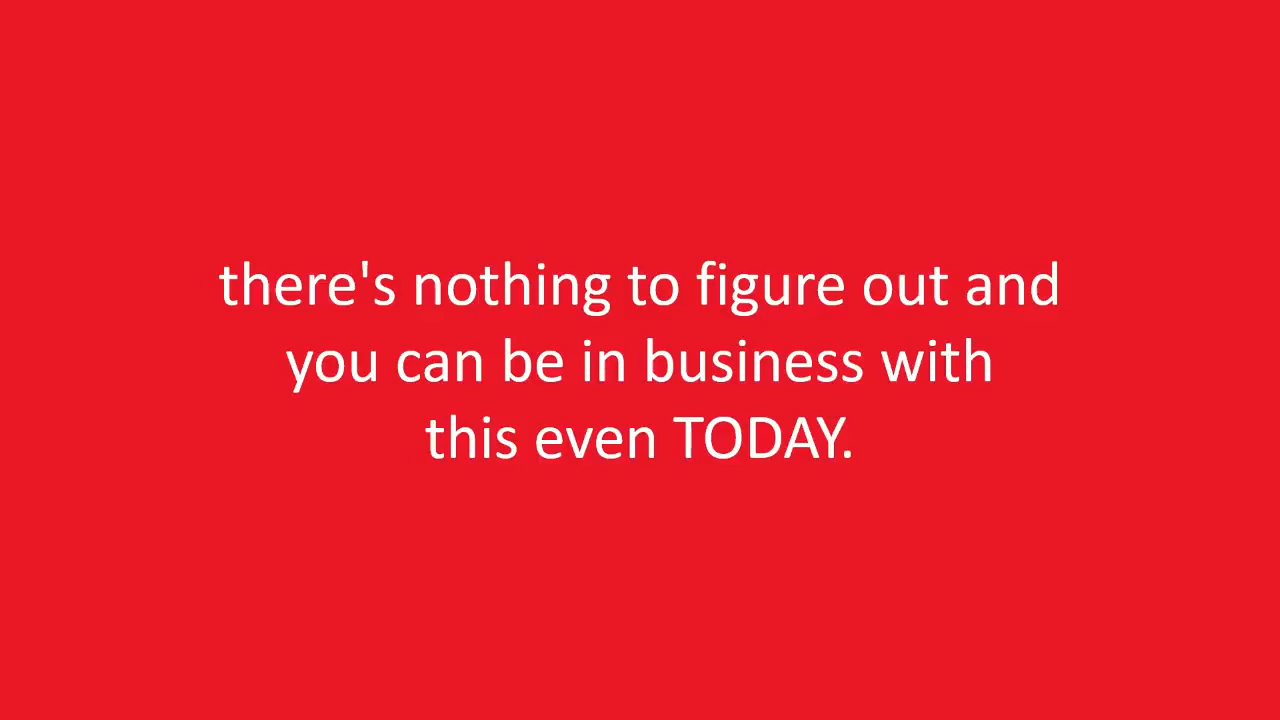 there's nothing to figure out and
you can be in business with
this even TODAY.